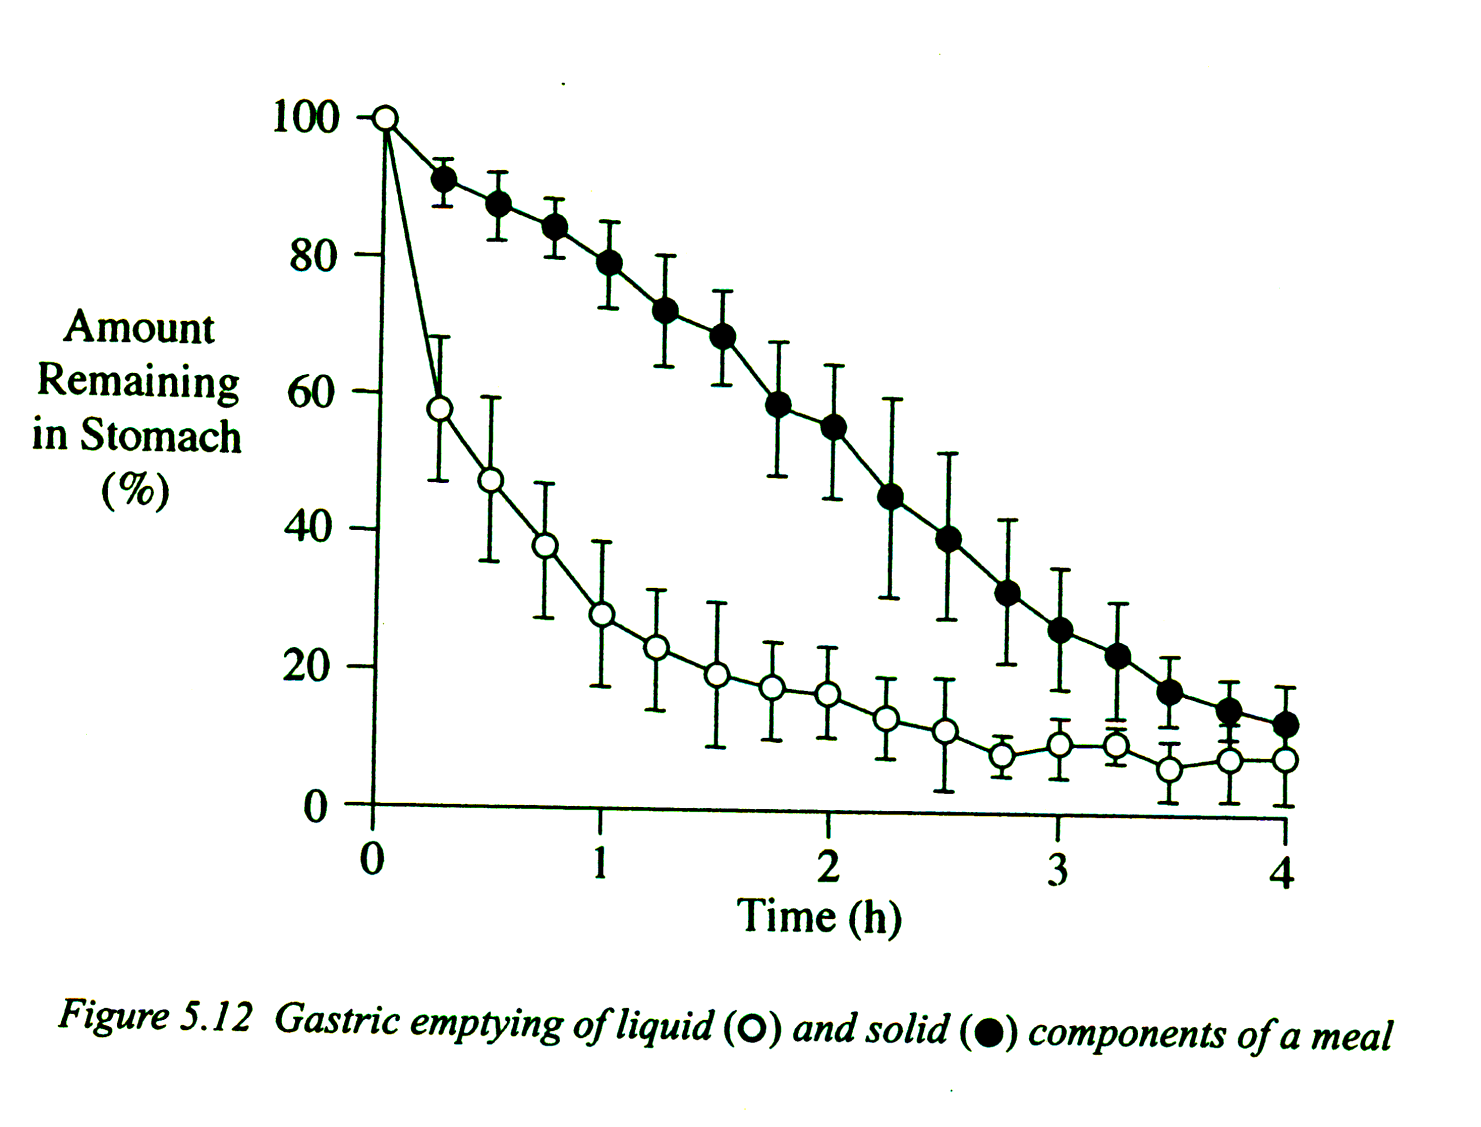 100
80
60
40
20
0
Amount
Remaining
in Stomach
(%)
0 1 2 3 4
Time (h)
Figure 5.12 Gastric emptying of liquid (○) and solid (●) components of a meal